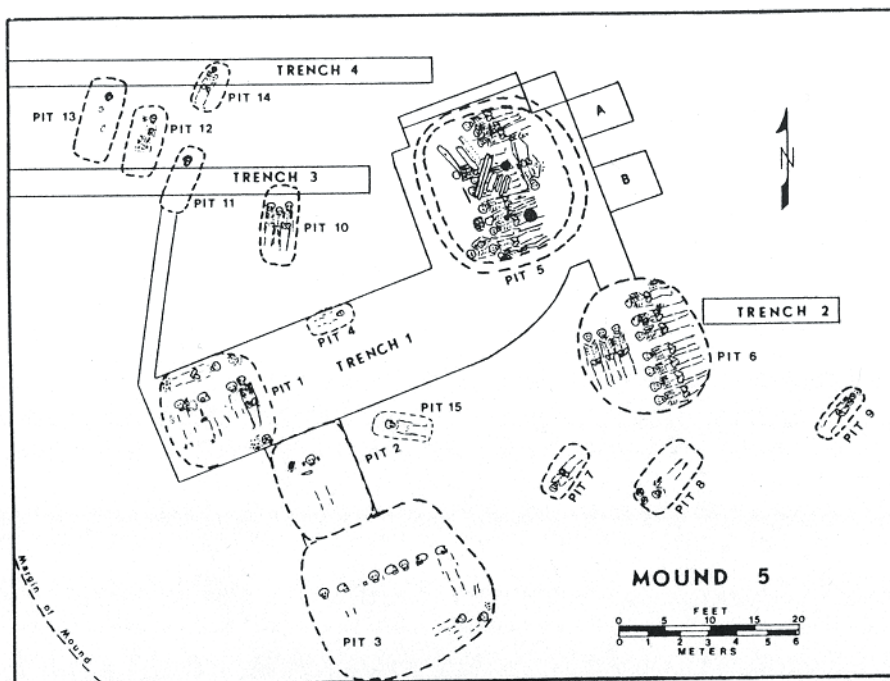 TRENCH 4
PIT 14
PIT 13
PIT 12
A
TRENCH 3
B
N
PIT 11
PIT 10
PIT 5
PIT 4
TRENCH 1
TRENCH 2
PIT 6
PIT 1
PIT 15
PIT 2
PIT 9
PIT 7
PIT 8
Margin of Mound
PIT 3
MOUND 5
FEET
0 5 10 15 20
0 1 2 3 4 5 6
METERS